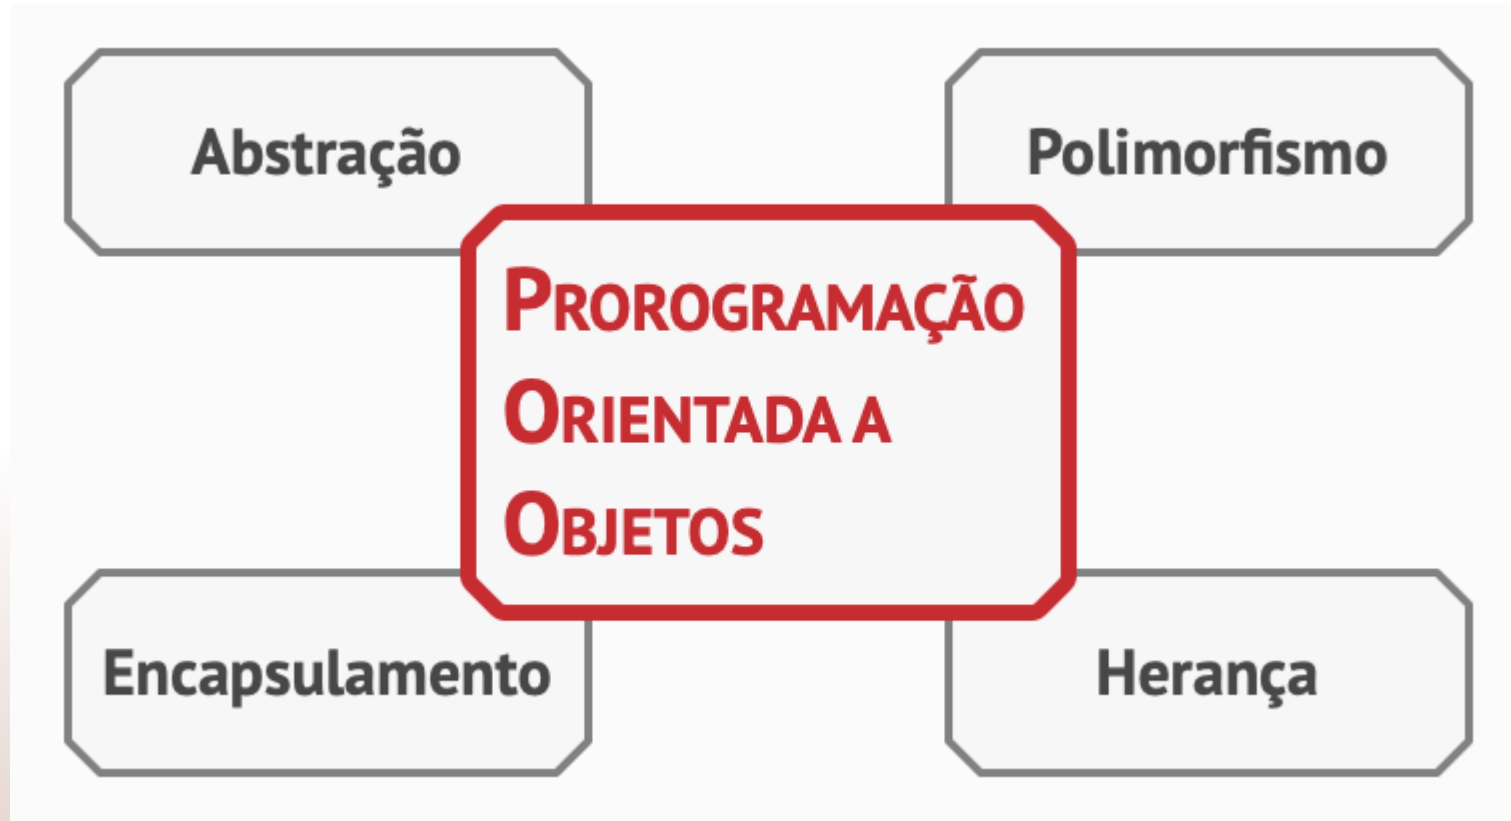 Abstração
Polimorfismo
PROROGRAMAÇÃO
ORIENTADA A
OBJETOS
Encapsulamento
Herança